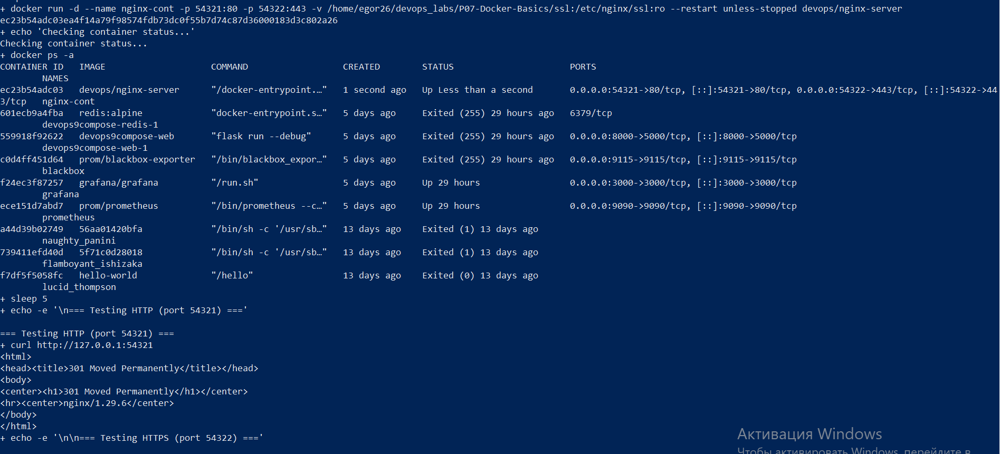 + docker run -d --name nginx-cont -p 54321:80 -p 54322:443 -v /home/egor26/devops_labs/P07-Docker-Basics/ssl:/etc/nginx/ssl:ro --restart unless-stopped devops/nginx-server
ec23b54adc03ea4f14a79f98574fdb73dc0f55b7d74c87d36000183d3c802a26
+ echo 'Checking container status...'
Checking container status...
+ docker ps -a
CONTAINER ID   IMAGE                    COMMAND                  CREATED        STATUS                      PORTS
        NAMES
ec23b54adc03   devops/nginx-server      "/docker-entrypoint.…"   1 second ago   Up Less than a second       0.0.0.0:54321->80/tcp, [::]:54321->80/tcp, 0.0.0.0:54322->443/tcp, [::]:54322->44
3/tcp   nginx-cont
601ecb9a4fba   redis:alpine             "docker-entrypoint.s…"   5 days ago     Exited (255) 29 hours ago   6379/tcp
        devops9compose-redis-1
559918f92622   devops9compose-web       "flask run --debug"      5 days ago     Exited (255) 29 hours ago   0.0.0.0:8000->5000/tcp, [::]:8000->5000/tcp
        devops9compose-web-1
c0d4ff451d64   prom/blackbox-exporter   "/bin/blackbox_expor…"   5 days ago     Exited (255) 29 hours ago   0.0.0.0:9115->9115/tcp, [::]:9115->9115/tcp
        blackbox
f24ec3f87257   grafana/grafana          "/run.sh"                5 days ago     Up 29 hours                 0.0.0.0:3000->3000/tcp, [::]:3000->3000/tcp
        grafana
ece151d7abd7   prom/prometheus          "/bin/prometheus --c…"   5 days ago     Up 29 hours                 0.0.0.0:9090->9090/tcp, [::]:9090->9090/tcp
        prometheus
a44d39b02749   56aa01420bfa             "/bin/sh -c '/usr/sb…"   13 days ago    Exited (1) 13 days ago
        naughty_panini
739411efd40d   5f71c0d28018             "/bin/sh -c '/usr/sb…"   13 days ago    Exited (1) 13 days ago
        flamboyant_ishizaka
f7df5f5058fc   hello-world              "/hello"                 13 days ago    Exited (0) 13 days ago
        lucid_thompson
+ sleep 5
+ echo -e '\n=== Testing HTTP (port 54321) ==='

=== Testing HTTP (port 54321) ===
+ curl http://127.0.0.1:54321
<html>
<head><title>301 Moved Permanently</title></head>
<body>
<center><h1>301 Moved Permanently</h1></center>
<hr><center>nginx/1.29.6</center>
</body>
</html>
+ echo -e '\n\n=== Testing HTTPS (port 54322) ==='
Активация Windows
Чтобы активировать Windows, перейдите в